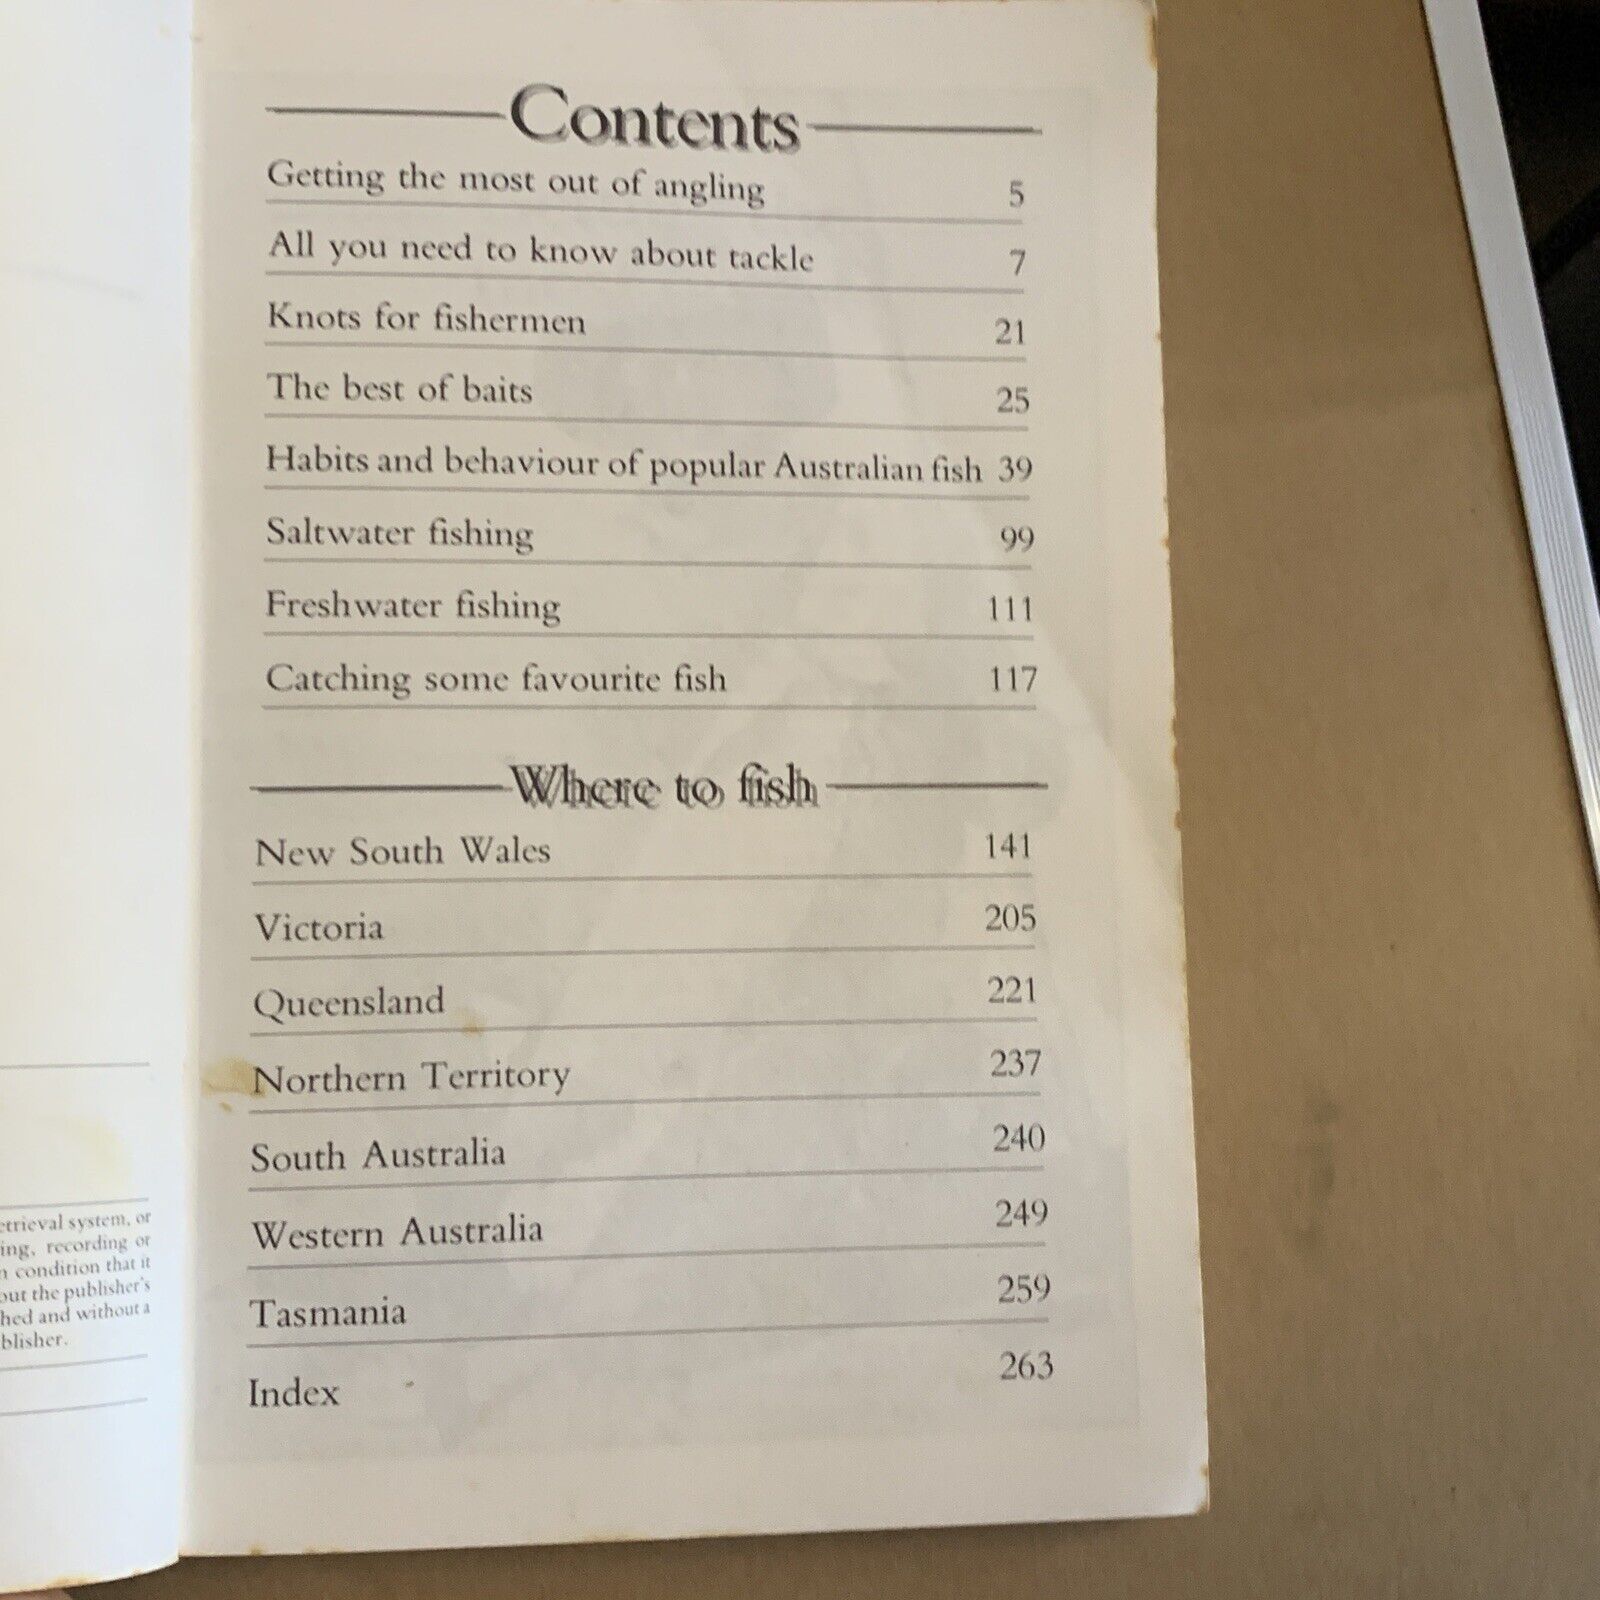 Contents
Getting the most out of angling 5
All you need to know about tackle 7
Knots for fishermen 21
The best of baits 25
Habits and behaviour of popular Australian fish 39
Saltwater fishing 99
Freshwater fishing 111
Catching some favourite fish 117
Where to fish
New South Wales 141
Victoria 205
Queensland 221
Northern Territory 237
South Australia 240
Western Australia 249
Tasmania 259
Index 263
etrieval system, or
ing, recording or
n condition that it
out the publisher's
hed and without a
blisher.